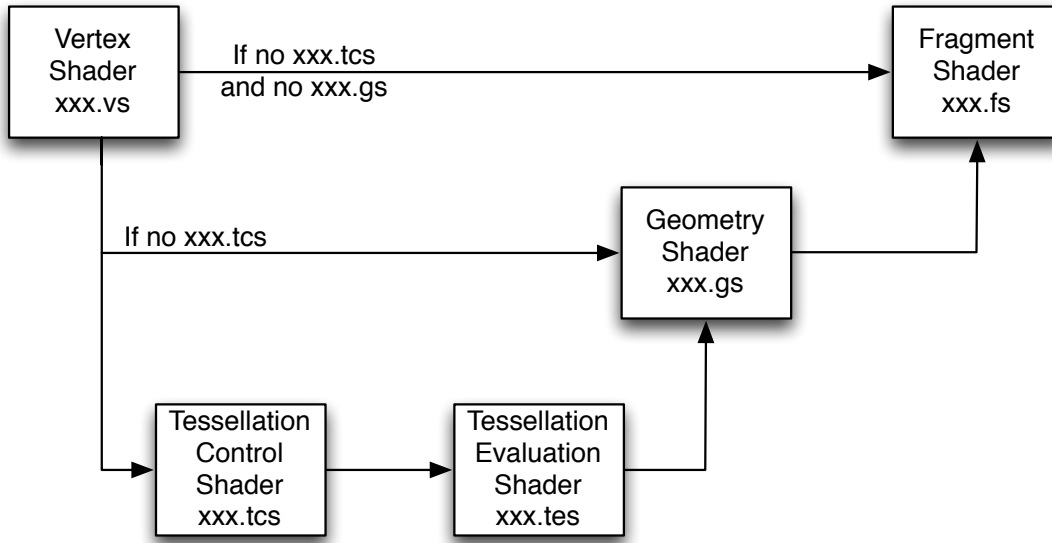 Vertex
Shader
xxx.vs
If no xxx.tcs
and no xxx.gs
Fragment
Shader
xxx.fs
If no xxx.tcs
Geometry
Shader
xxx.gs
Tessellation
Control
Shader
xxx.tcs
Tessellation
Evaluation
Shader
xxx.tes